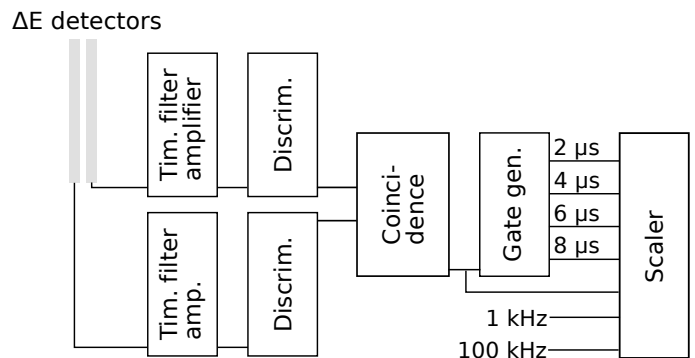 ΔE detectors
Tim. filter
amplifier
Discrim.
Tim. filter
amp.
Discrim.
Coinci-
dence
Gate gen.
2 μs
4 μs
6 μs
8 μs
1 kHz
100 kHz
Scaler